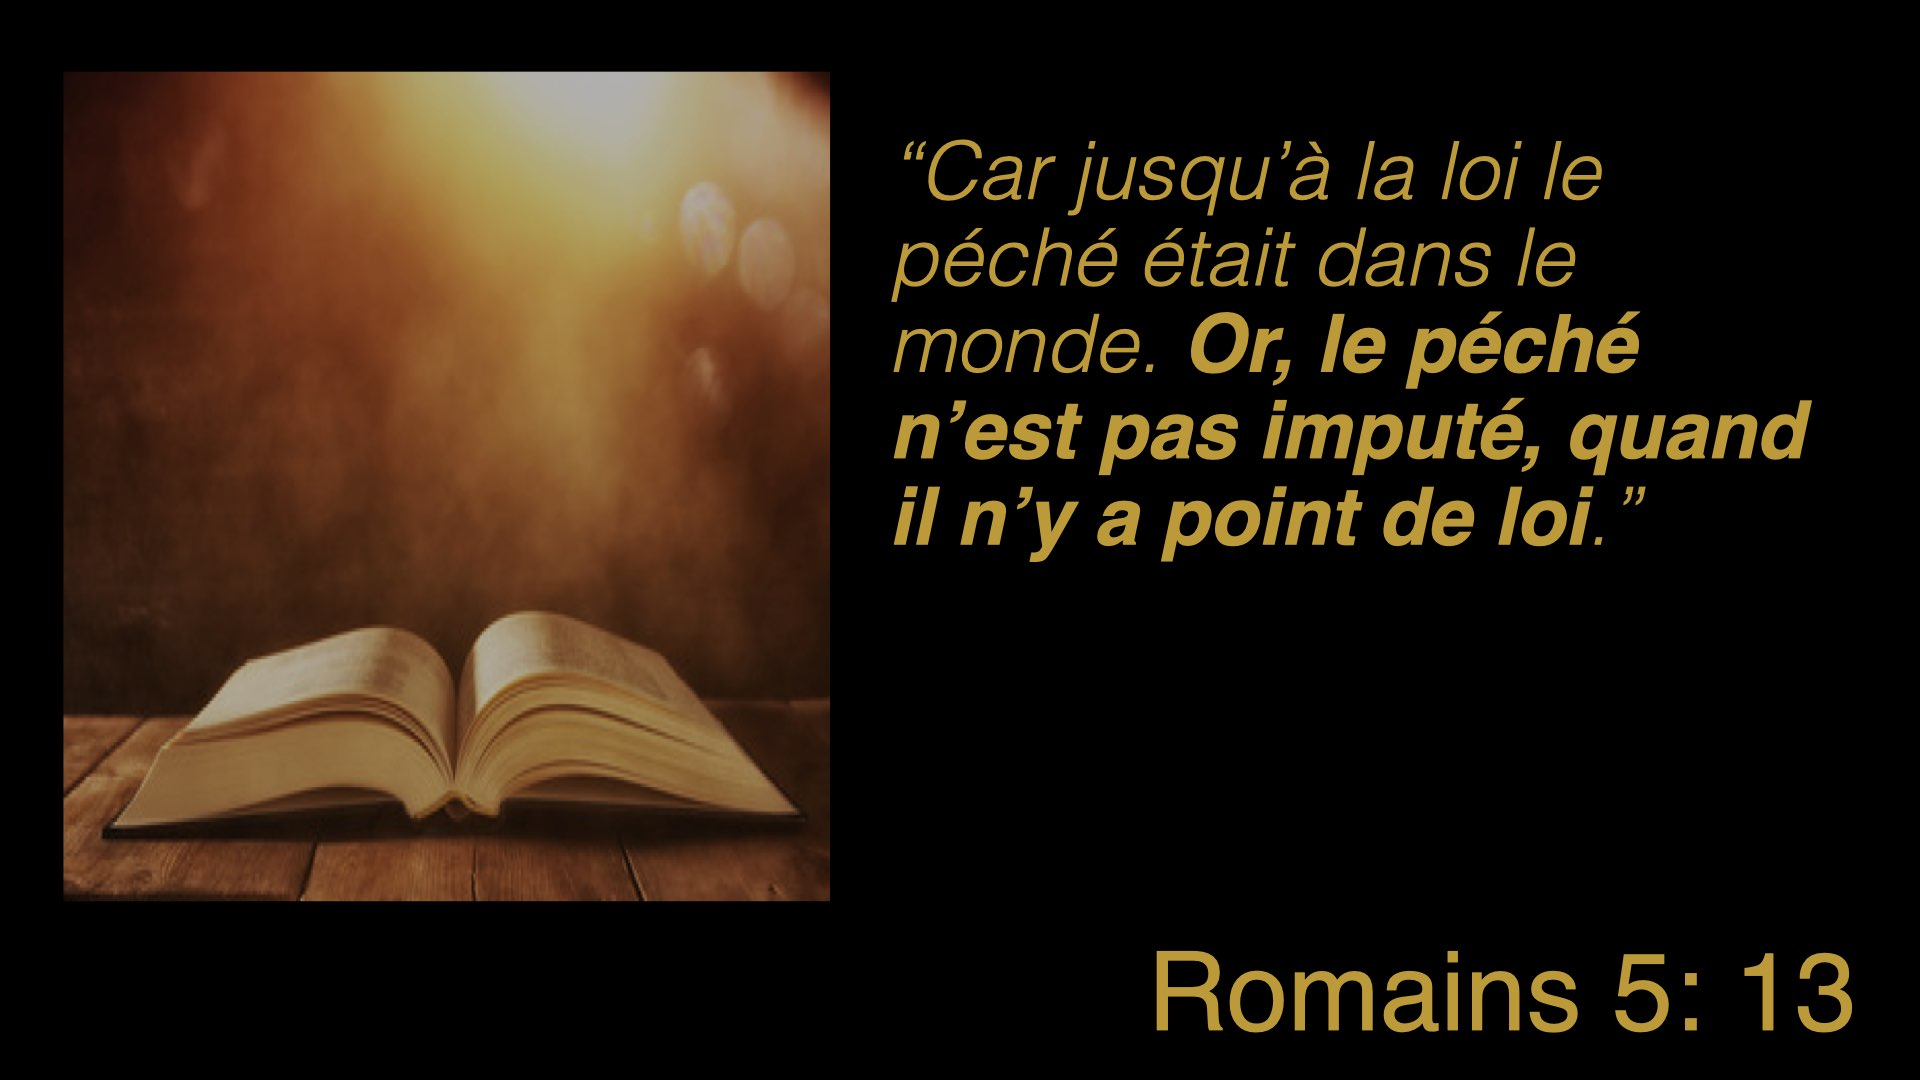 “Car jusqu’à la loi le
péché était dans le
monde. Or, le péché
n’est pas imputé, quand
il n’y a point de loi.”
Romains 5: 13